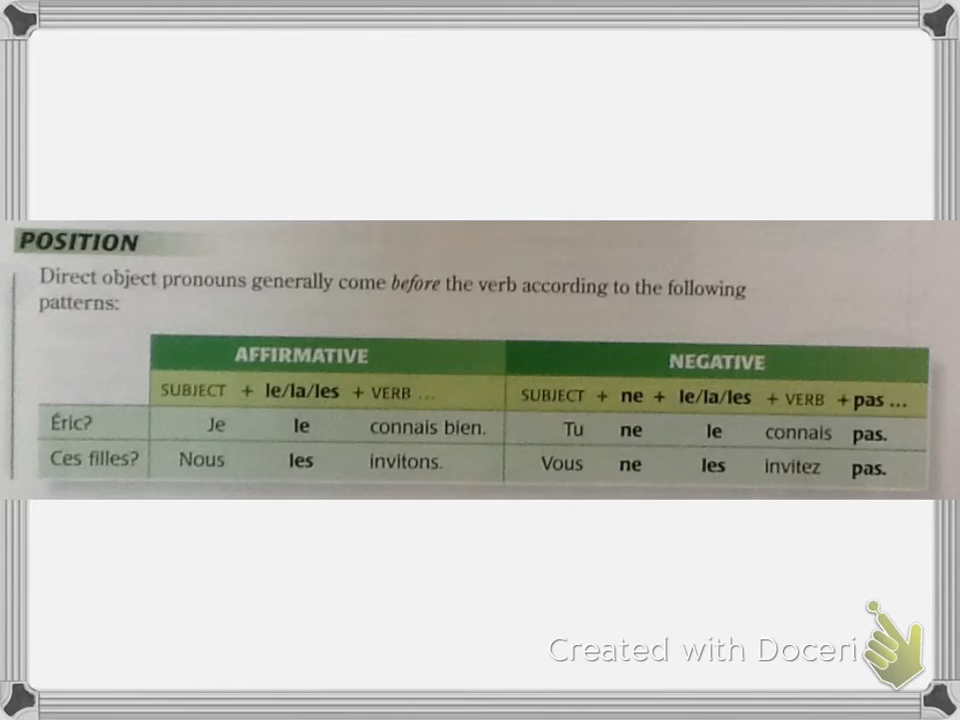 POSITION
Direct object pronouns generally come before the verb according to the following
patterns:
AFFIRMATIVE NEGATIVE
SUBJECT + le/la/les + VERB ... SUBJECT + ne + le/la/les + VERB + pas ...
Éric? Je le connais bien. Tu ne le connais pas.
Ces filles? Nous les invitons. Vous ne les invitez pas.
Created with Doceri